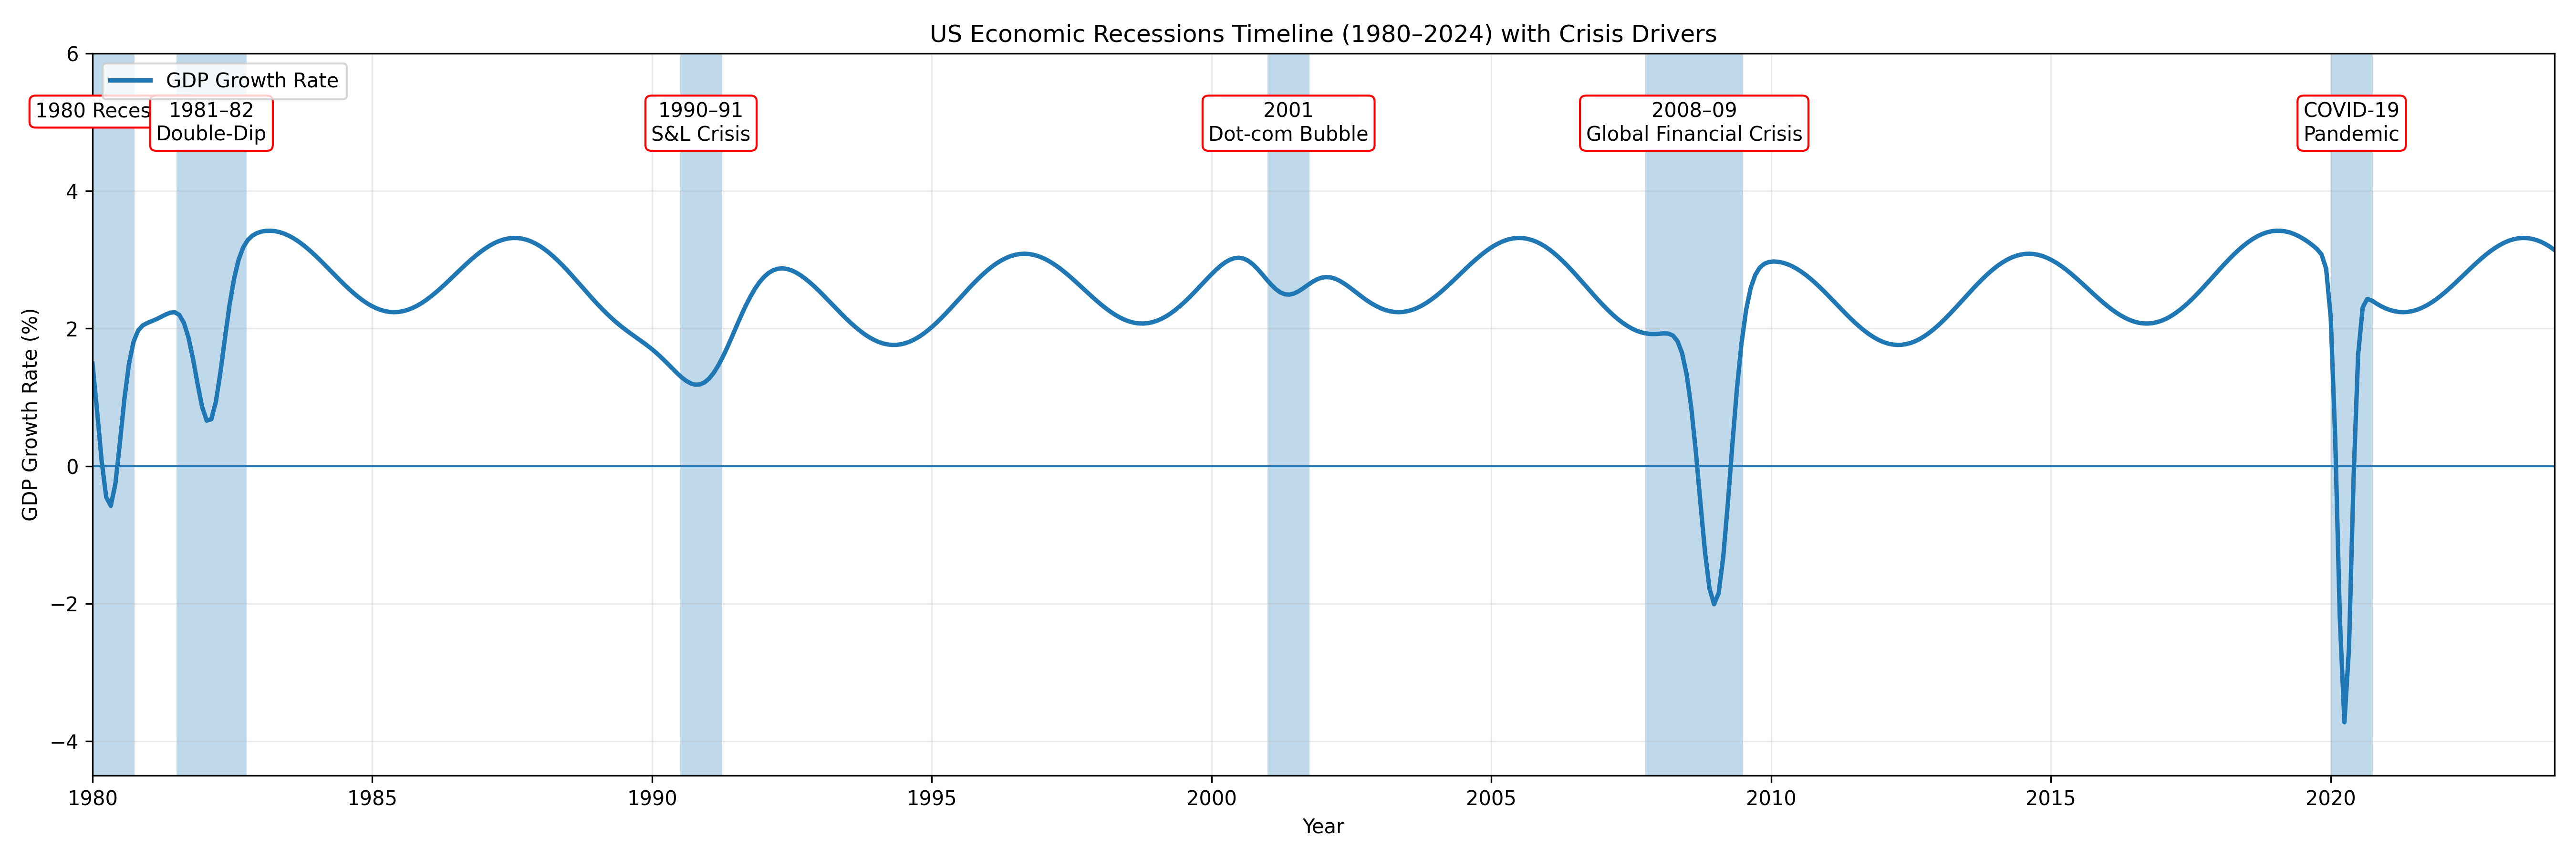 US Economic Recessions Timeline (1980–2024) with Crisis Drivers
GDP Growth Rate
1980 Reces
1981–82
Double-Dip
1990–91
S&L Crisis
2001
Dot-com Bubble
2008–09
Global Financial Crisis
COVID-19
Pandemic
GDP Growth Rate (%)
6
4
2
0
−2
−4
1980
1985
1990
1995
2000
2005
2010
2015
2020
Year